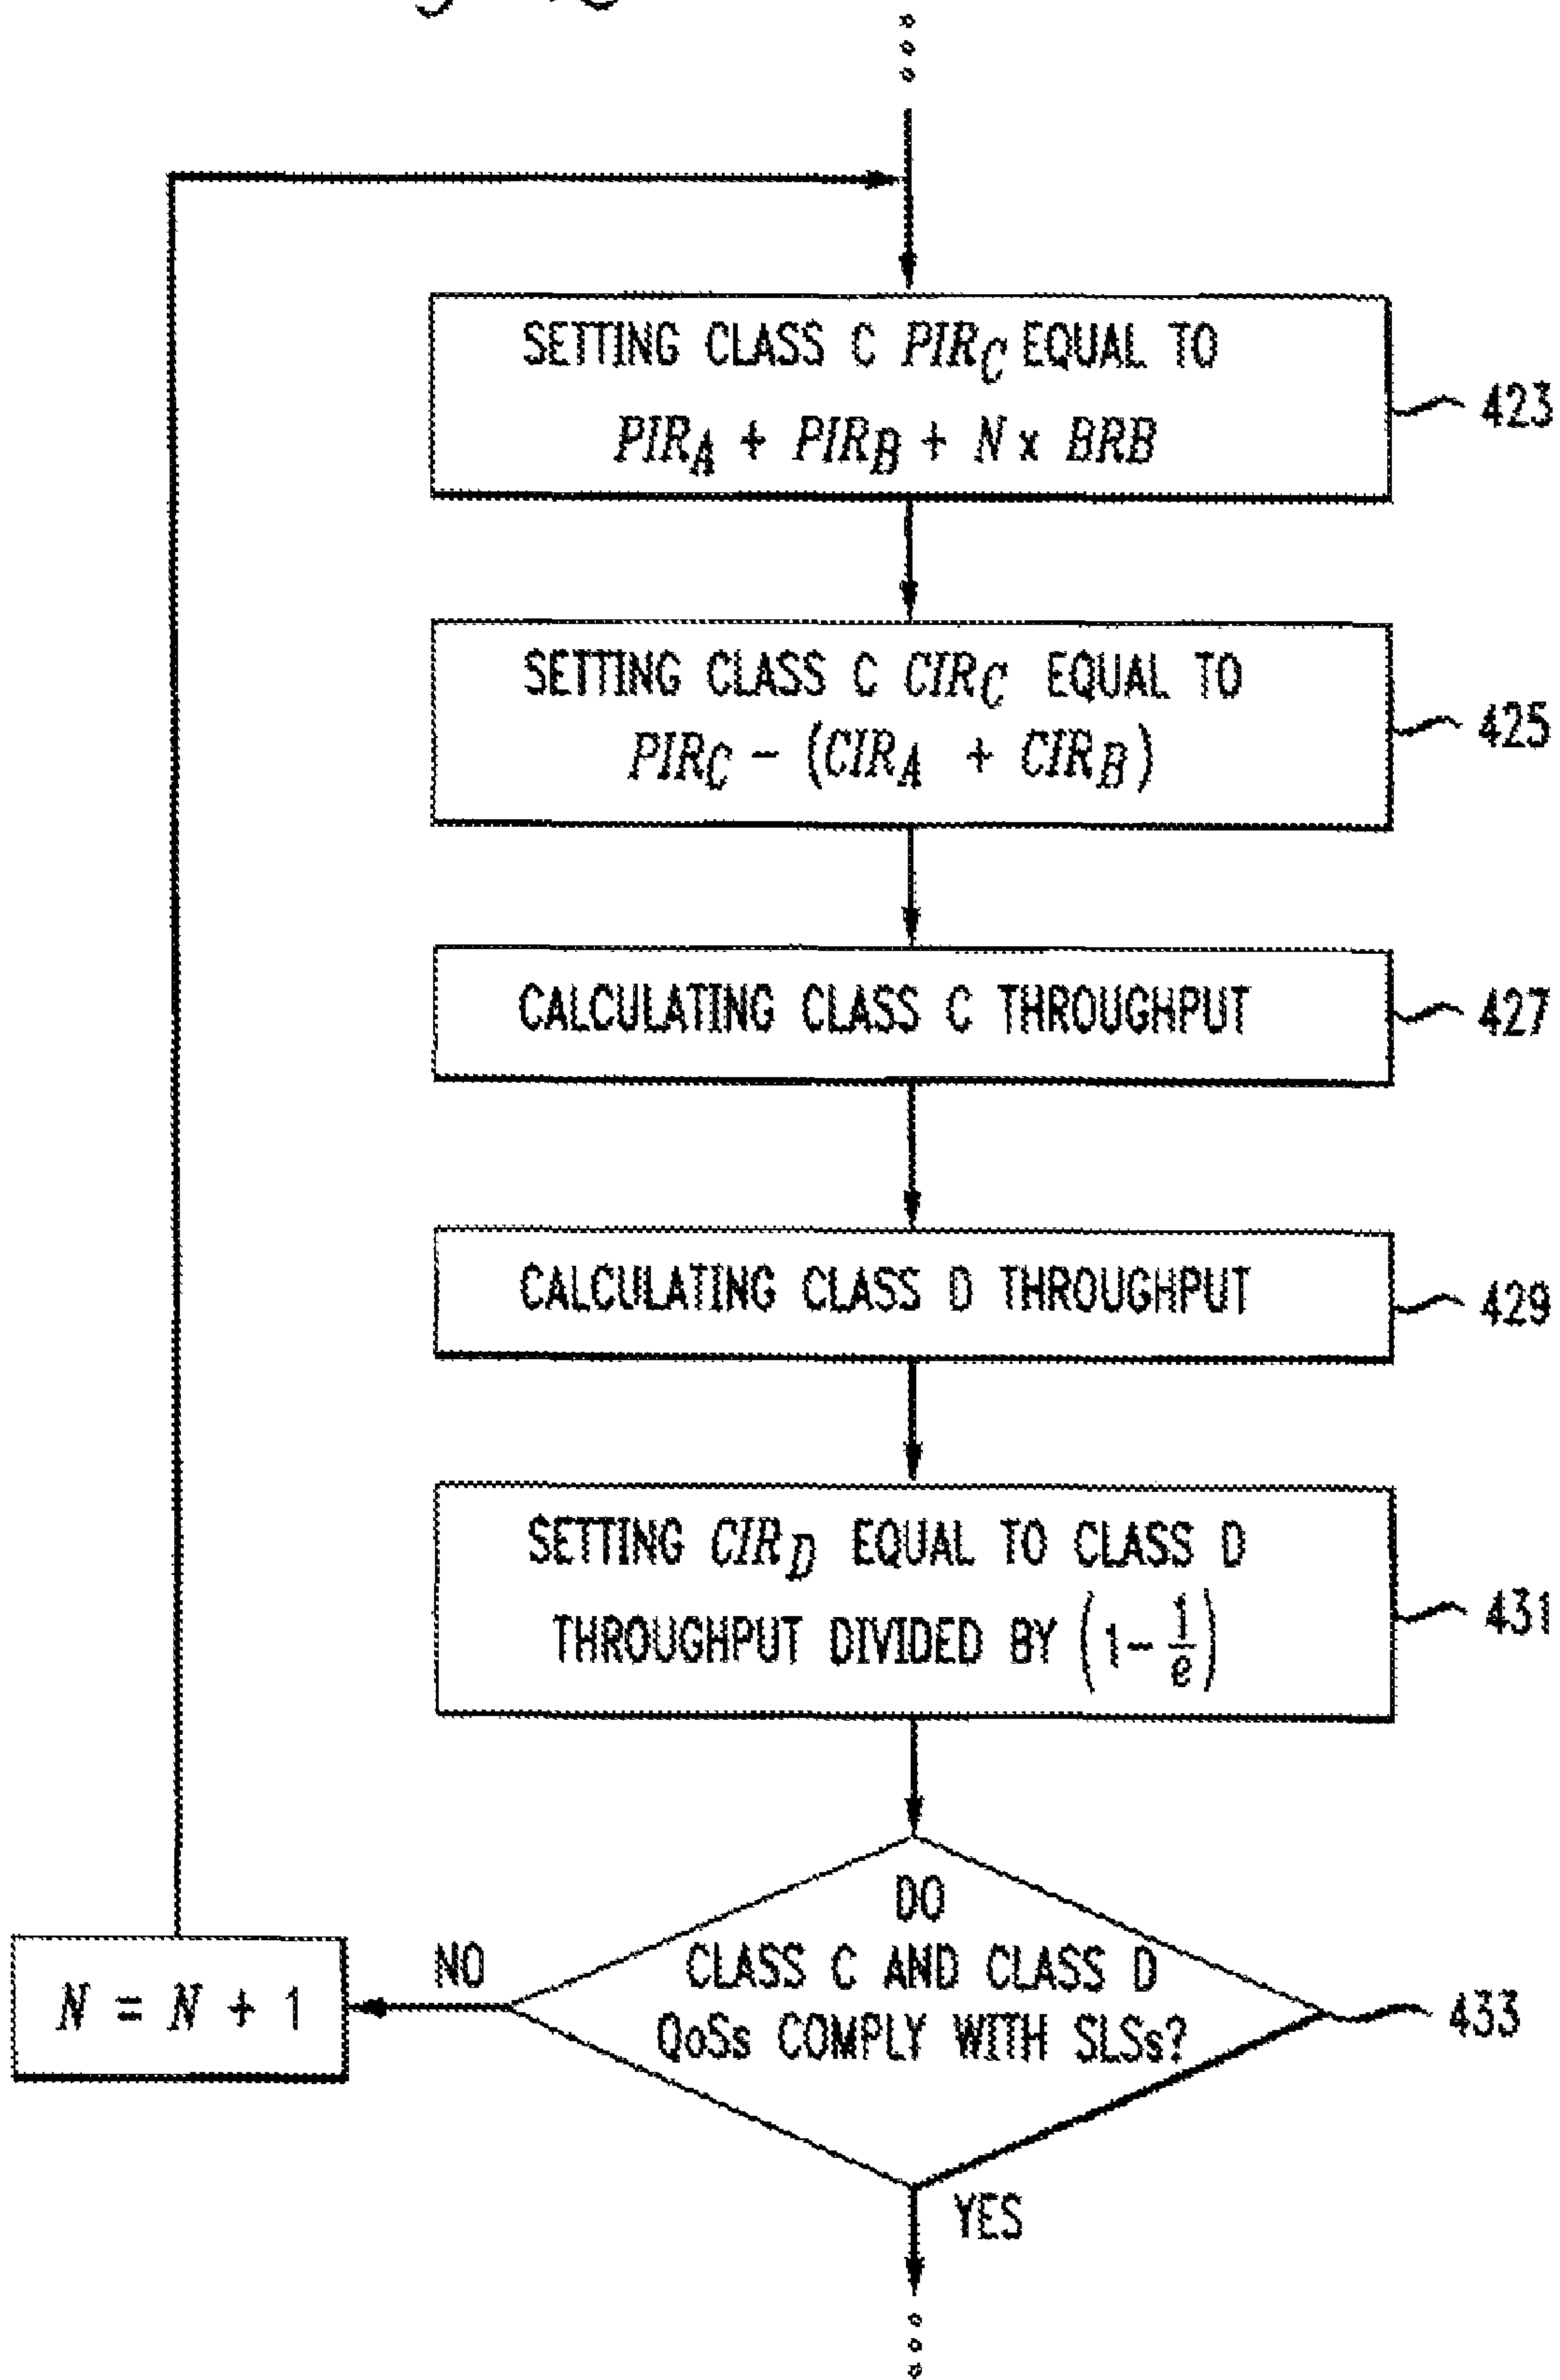 SETTING CLASS C PIR_C EQUAL TO
PIR_A + PIR_B + N x BRB
423
SETTING CLASS C CIR_C EQUAL TO
PIR_C - (CIR_A + CIR_B)
425
CALCULATING CLASS C THROUGHPUT
427
CALCULATING CLASS D THROUGHPUT
429
SETTING CIR_D EQUAL TO CLASS D
THROUGHPUT DIVIDED BY (1 - 1/e)
431
DO
CLASS C AND CLASS D
QoSs COMPLY WITH SLSs?
433
NO
N = N + 1
YES